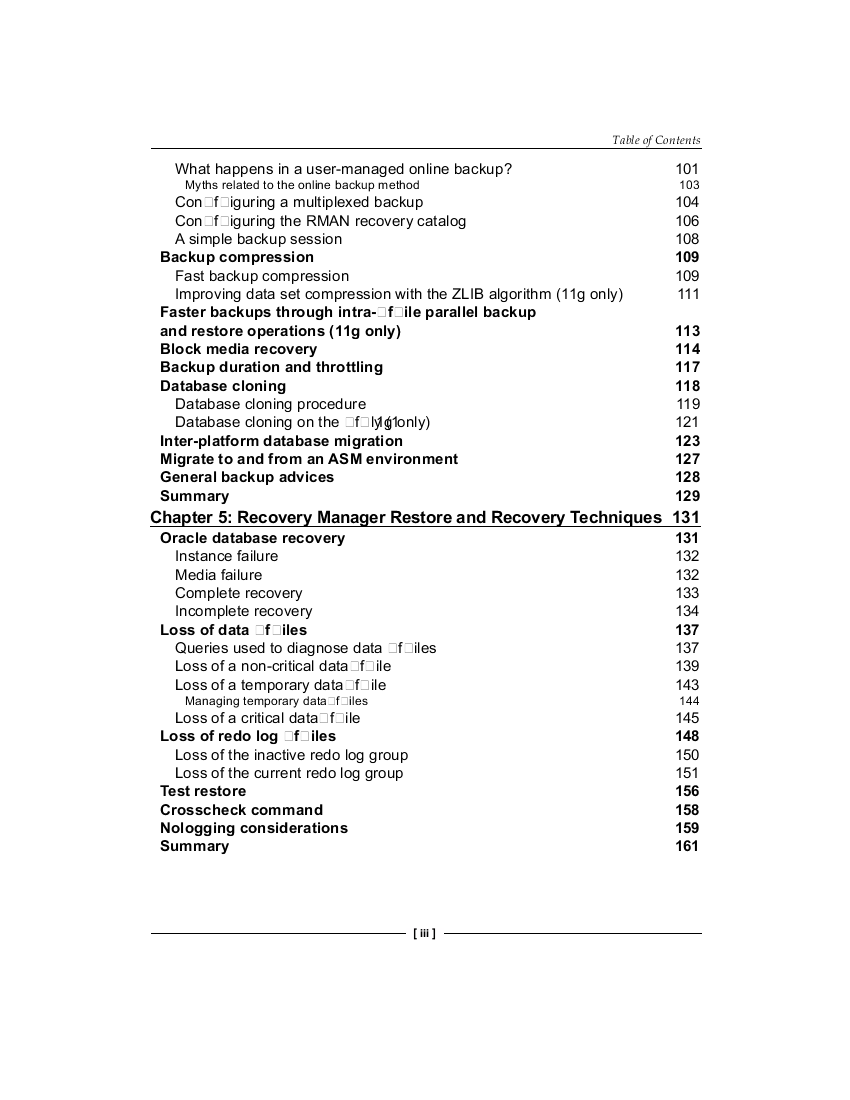 Table of Contents
What happens in a user-managed online backup? 101
Myths related to the online backup method 103
Con□f□iguring a multiplexed backup 104
Con□f□iguring the RMAN recovery catalog 106
A simple backup session 108
Backup compression 109
Fast backup compression 109
Improving data set compression with the ZLIB algorithm (11g only) 111
Faster backups through intra-□f□ile parallel backup
and restore operations (11g only) 113
Block media recovery 114
Backup duration and throttling 117
Database cloning 118
Database cloning procedure 119
Database cloning on the □f□ly (11g only) 121
Inter-platform database migration 123
Migrate to and from an ASM environment 127
General backup advices 128
Summary 129
Chapter 5: Recovery Manager Restore and Recovery Techniques 131
Oracle database recovery 131
Instance failure 132
Media failure 132
Complete recovery 133
Incomplete recovery 134
Loss of data □f□iles 137
Queries used to diagnose data □f□iles 137
Loss of a non-critical data□f□ile 139
Loss of a temporary data□f□ile 143
Managing temporary data□f□iles 144
Loss of a critical data□f□ile 145
Loss of redo log □f□iles 148
Loss of the inactive redo log group 150
Loss of the current redo log group 151
Test restore 156
Crosscheck command 158
Nologging considerations 159
Summary 161
[ iii ]